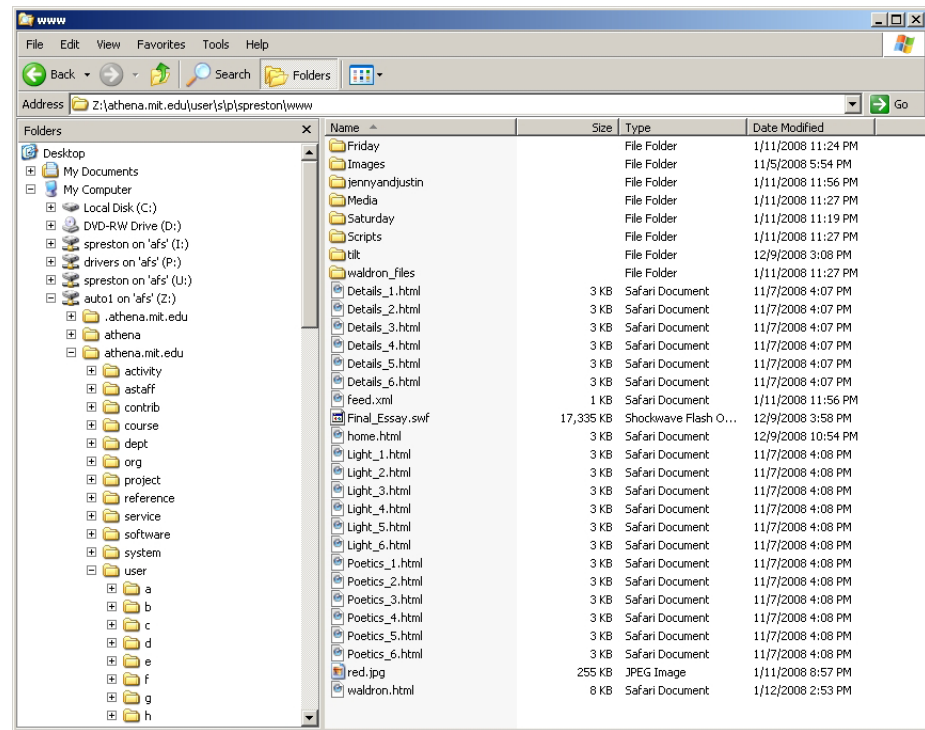 www
File Edit View Favorites Tools Help
Back Search Folders
Address Z:\athena.mit.edu\user\s\p\spreston\www Go
Folders x
Desktop
My Documents
My Computer
Local Disk (C:)
DVD-RW Drive (D:)
spreston on 'afs' (I:)
drivers on 'afs' (P:)
spreston on 'afs' (U:)
auto1 on 'afs' (Z:)
.athena.mit.edu
athena
athena.mit.edu
activity
astaff
contrib
course
dept
org
project
reference
service
software
system
user
a
b
c
d
e
f
g
h
Name Size Type Date Modified
Friday File Folder 1/11/2008 11:24 PM
Images File Folder 11/5/2008 5:54 PM
jennyandjustin File Folder 1/11/2008 11:56 PM
Media File Folder 1/11/2008 11:27 PM
Saturday File Folder 1/11/2008 11:19 PM
Scripts File Folder 1/11/2008 11:27 PM
tilt File Folder 12/9/2008 3:08 PM
waldron_files File Folder 1/11/2008 11:27 PM
Details_1.html 3 KB Safari Document 11/7/2008 4:07 PM
Details_2.html 3 KB Safari Document 11/7/2008 4:07 PM
Details_3.html 3 KB Safari Document 11/7/2008 4:07 PM
Details_4.html 3 KB Safari Document 11/7/2008 4:07 PM
Details_5.html 3 KB Safari Document 11/7/2008 4:07 PM
Details_6.html 3 KB Safari Document 11/7/2008 4:07 PM
feed.xml 1 KB Safari Document 1/11/2008 11:56 PM
Final_Essay.swf 17,335 KB Shockwave Flash O... 12/9/2008 3:58 PM
home.html 3 KB Safari Document 12/9/2008 10:54 PM
Light_1.html 3 KB Safari Document 11/7/2008 4:08 PM
Light_2.html 3 KB Safari Document 11/7/2008 4:08 PM
Light_3.html 3 KB Safari Document 11/7/2008 4:08 PM
Light_4.html 3 KB Safari Document 11/7/2008 4:08 PM
Light_5.html 3 KB Safari Document 11/7/2008 4:08 PM
Light_6.html 3 KB Safari Document 11/7/2008 4:08 PM
Poetics_1.html 3 KB Safari Document 11/7/2008 4:08 PM
Poetics_2.html 3 KB Safari Document 11/7/2008 4:08 PM
Poetics_3.html 3 KB Safari Document 11/7/2008 4:08 PM
Poetics_4.html 3 KB Safari Document 11/7/2008 4:08 PM
Poetics_5.html 3 KB Safari Document 11/7/2008 4:08 PM
Poetics_6.html 3 KB Safari Document 11/7/2008 4:08 PM
red.jpg 255 KB JPEG Image 1/11/2008 8:57 PM
waldron.html 8 KB Safari Document 1/12/2008 2:53 PM